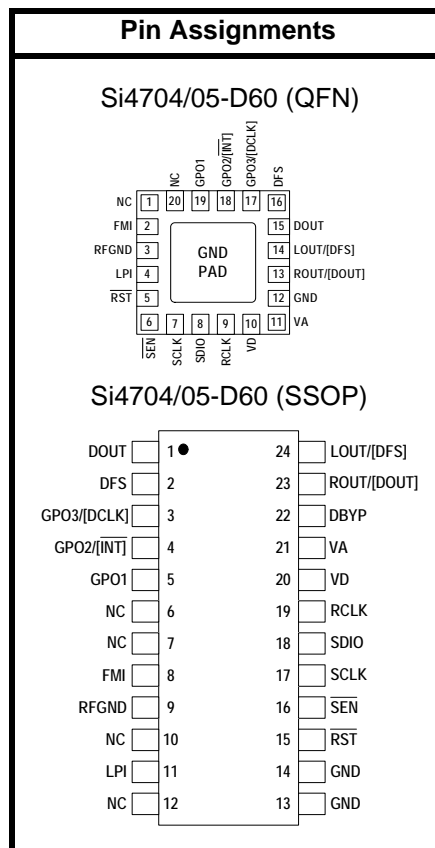 Pin Assignments
Si4704/05-D60 (QFN)
NC
GPO1
GPO2/[INT]
GPO3/[DCLK]
DFS
NC 1 20 19 18 17 16
FMI 2 15 DOUT
RFGND 3 GND PAD 14 LOUT/[DFS]
LPI 4 13 ROUT/[DOUT]
RST 5 12 GND
6 7 8 9 10 11 VA
SEN
SCLK
SDIO
RCLK
VD
Si4704/05-D60 (SSOP)
DOUT 1 24 LOUT/[DFS]
DFS 2 23 ROUT/[DOUT]
GPO3/[DCLK] 3 22 DBYP
GPO2/[INT] 4 21 VA
GPO1 5 20 VD
NC 6 19 RCLK
NC 7 18 SDIO
FMI 8 17 SCLK
RFGND 9 16 SEN
NC 10 15 RST
LPI 11 14 GND
NC 12 13 GND